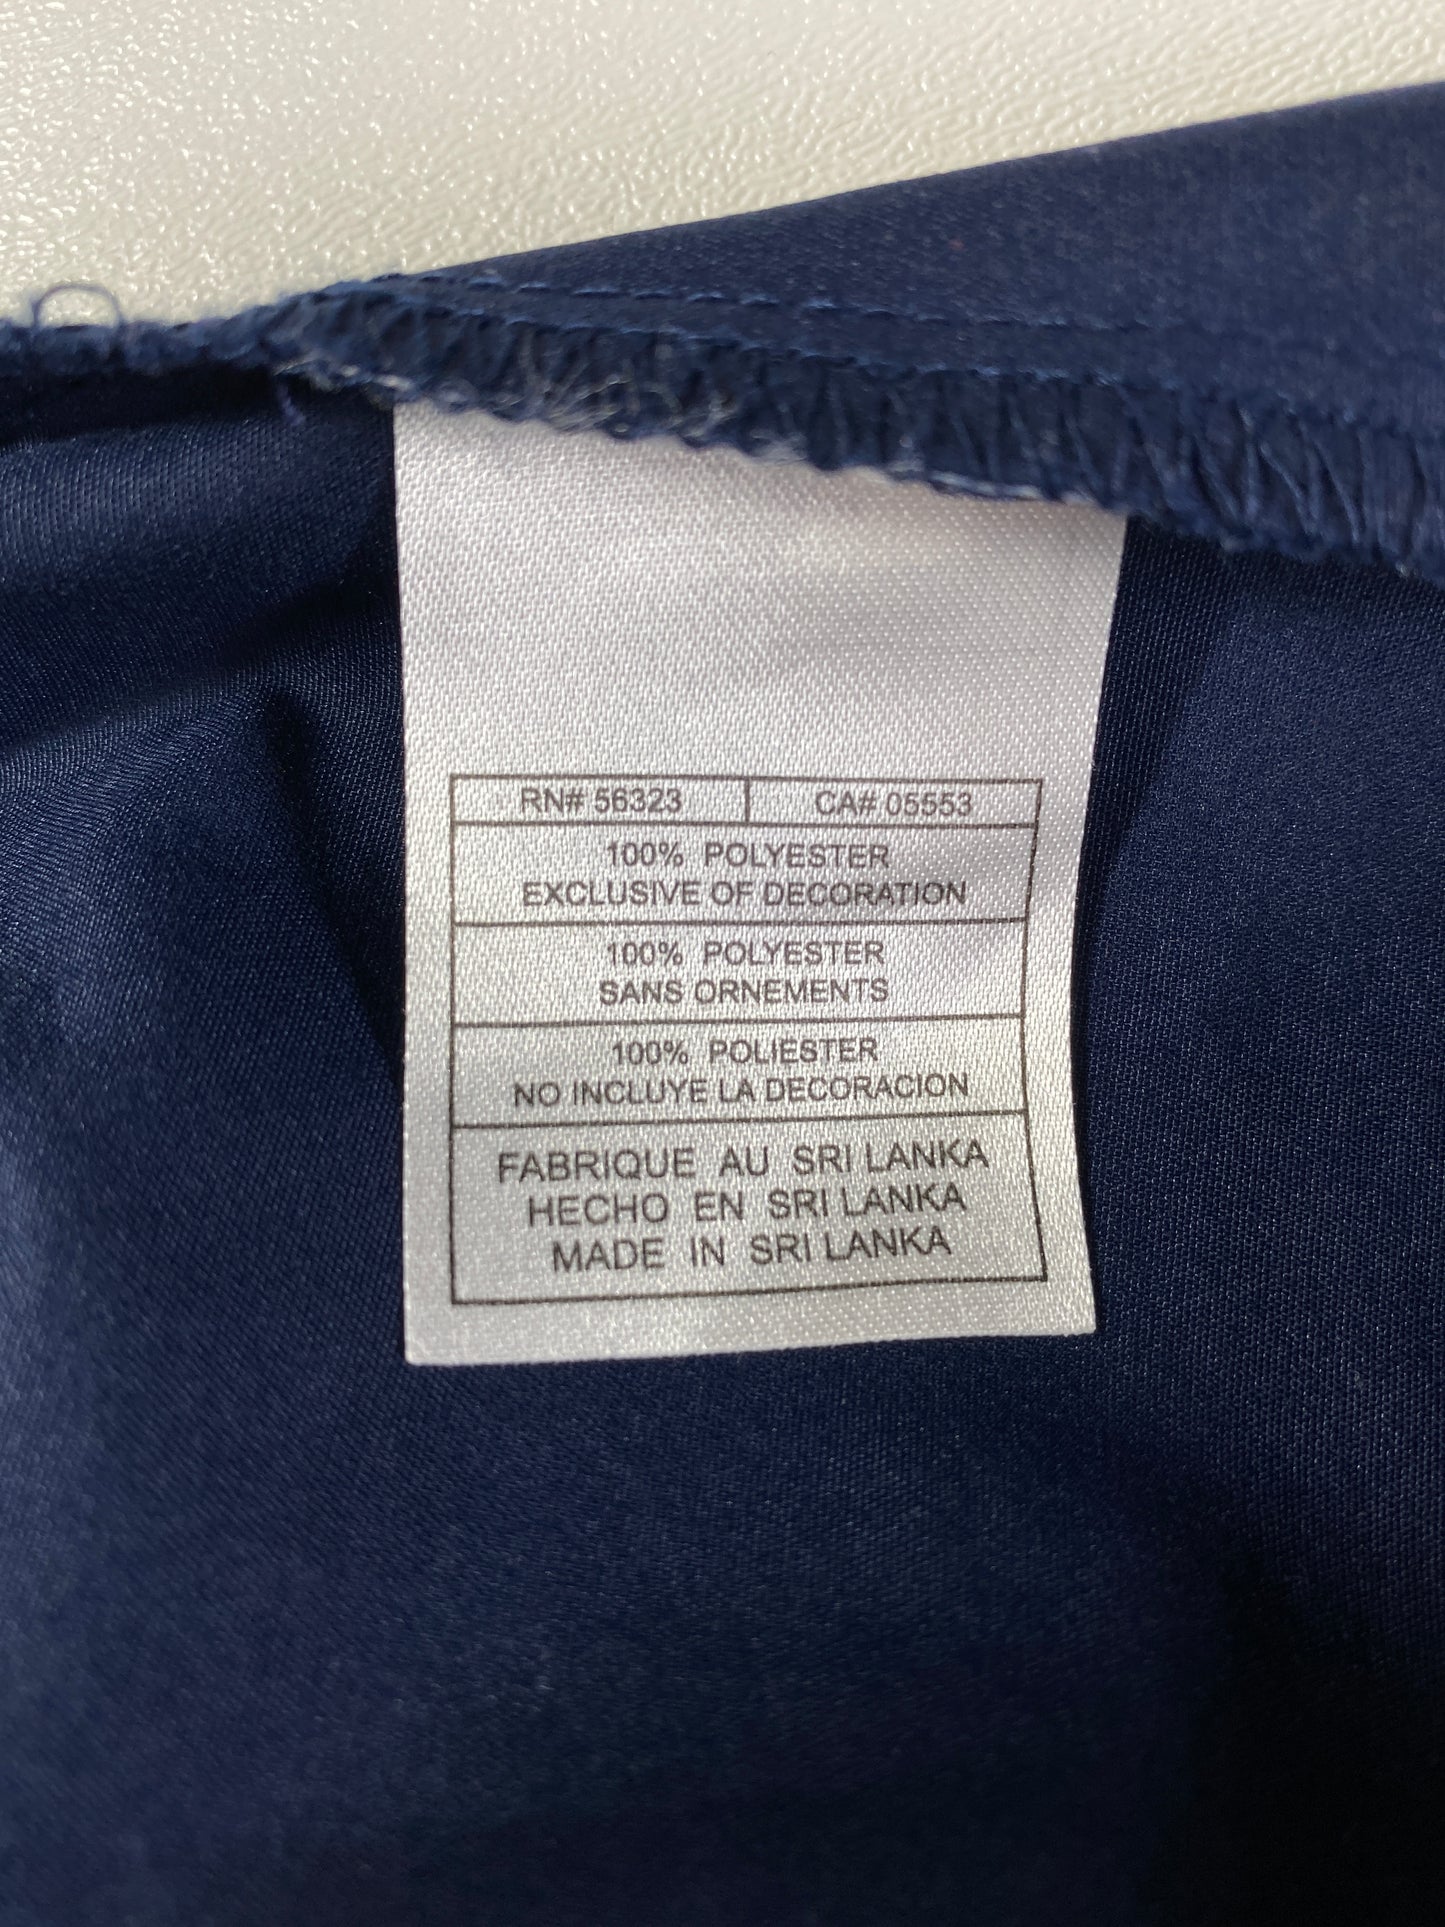 RN# 56323 CA# 05553
100% POLYESTER
EXCLUSIVE OF DECORATION
100% POLYESTER
SANS ORNEMENTS
100% POLIESTER
NO INCLUYE LA DECORACION
FABRIQUE AU SRI LANKA
HECHO EN SRI LANKA
MADE IN SRI LANKA